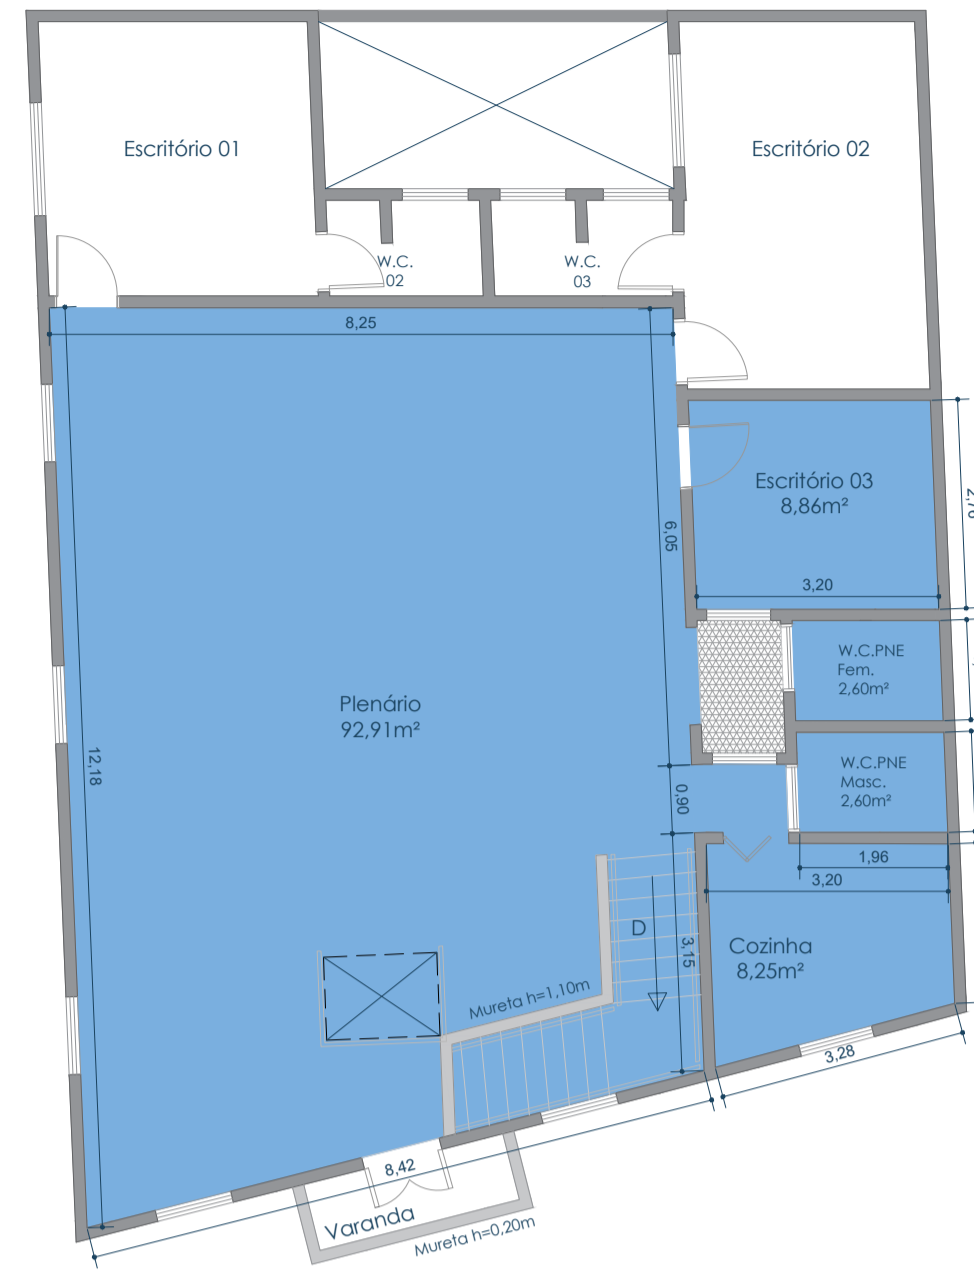 Escritório 01
Escritório 02
W.C.
02
W.C.
03
8,25
Escritório 03
8,86m²
6,05
3,20
W.C.PNE
Fem.
2,60m²
Plenário
92,91m²
12,18
W.C.PNE
Masc.
2,60m²
0,90
1,96
3,20
D
3,15
Cozinha
8,25m²
Mureta h=1,10m
3,28
8,42
Varanda
Mureta h=0,20m